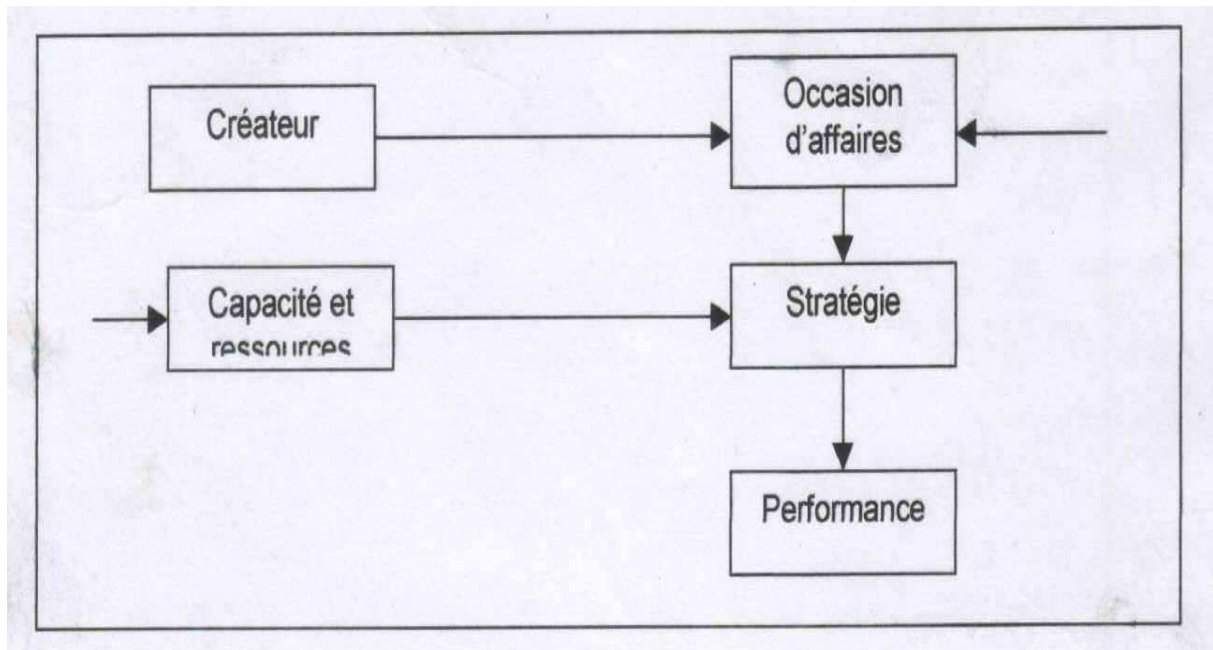 Créateur
Occasion
d'affaires
Capacité et
ressources
Stratégie
Performance